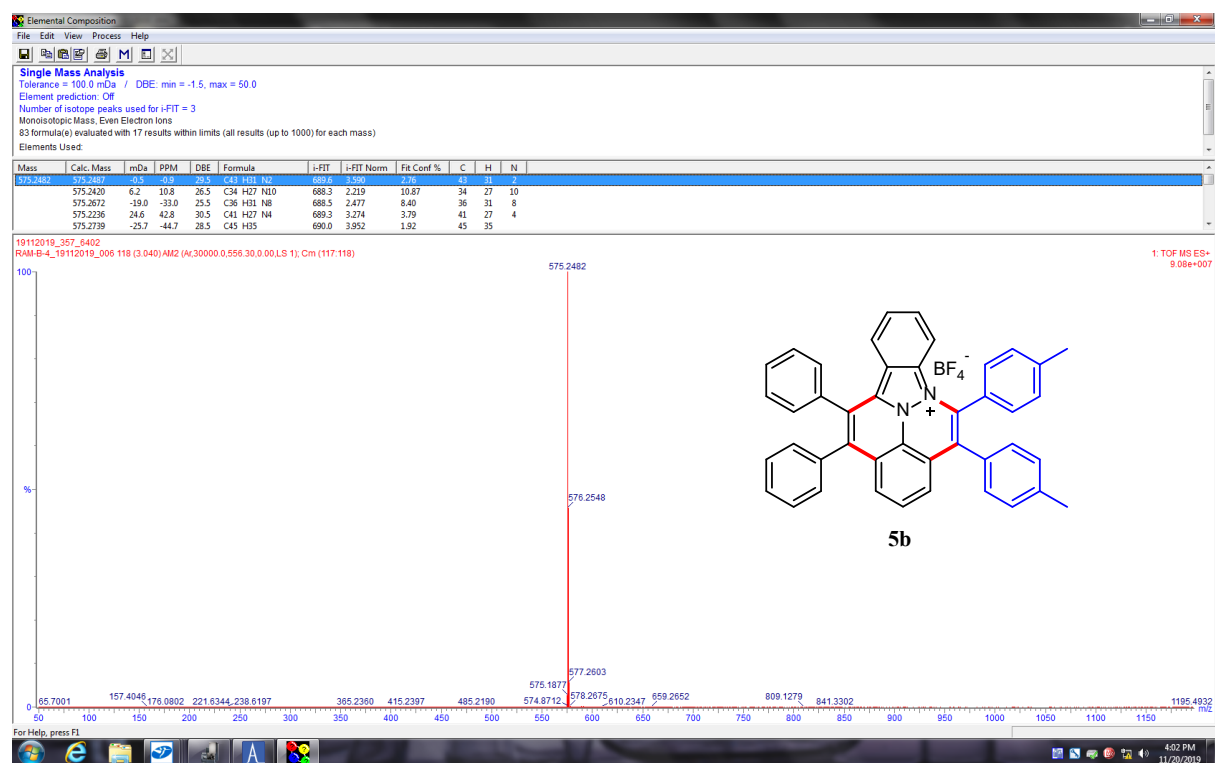 Elemental Composition
File Edit View Process Help
Single Mass Analysis
Tolerance = 100.0 mDa / DBE: min = -1.5, max = 50.0
Element prediction: Off
Number of isotope peaks used for i-FIT = 3
Monoisotopic Mass, Even Electron Ions
83 formula(e) evaluated with 17 results within limits (all results (up to 1000) for each mass)
Elements Used:
Mass Calc. Mass mDa PPM DBE Formula i-FIT i-FIT Norm Fit Conf % C H N
575.2482 575.2487 -0.5 -0.9 29.5 C43 H31 N2 689.6 3.590 2.76 43 31 2
575.2420 6.2 10.8 26.5 C34 H27 N10 688.3 2.219 10.87 34 27 10
575.2672 -19.0 -33.0 25.5 C36 H31 N8 688.5 2.477 8.40 36 31 8
575.2236 24.6 42.8 30.5 C41 H27 N4 689.3 3.274 3.79 41 27 4
575.2739 -25.7 -44.7 28.5 C45 H35 690.0 3.952 1.92 45 35
19112019_357_6402
RAM-B-4_19112019_006 118 (3.040) AM2 (Ar,30000.0,556.30,0.00,LS 1); Cm (117:118)
1: TOF MS ES+
9.08e+007
100
575.2482
BF4 -
N
N
+
%
576.2548
5b
577.2603
575.1877
65.7001 157.4046 176.0802 221.6344 238.6197 365.2360 415.2397 485.2190 574.8712 578.2675 610.2347 659.2652 809.1279 841.3302 1195.4932
0
50 100 150 200 250 300 350 400 450 500 550 600 650 700 750 800 850 900 950 1000 1050 1100 1150 m/z
For Help, press F1
4:02 PM
11/20/2019